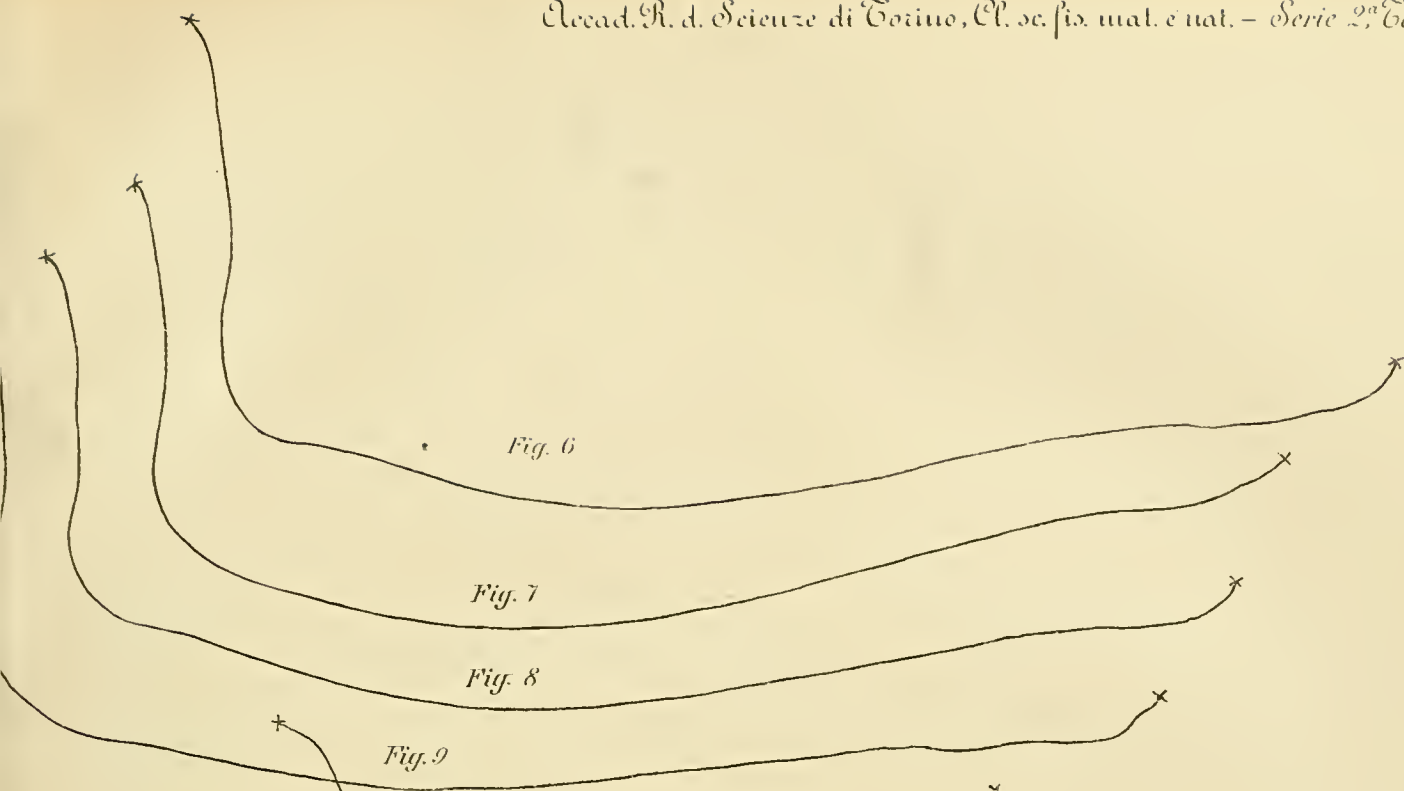 Accad. R. d. Scienze di Torino, Cl. sc. fis. mat. e nat. – Serie 2ª,
Fig. 6
Fig. 7
Fig. 8
Fig. 9